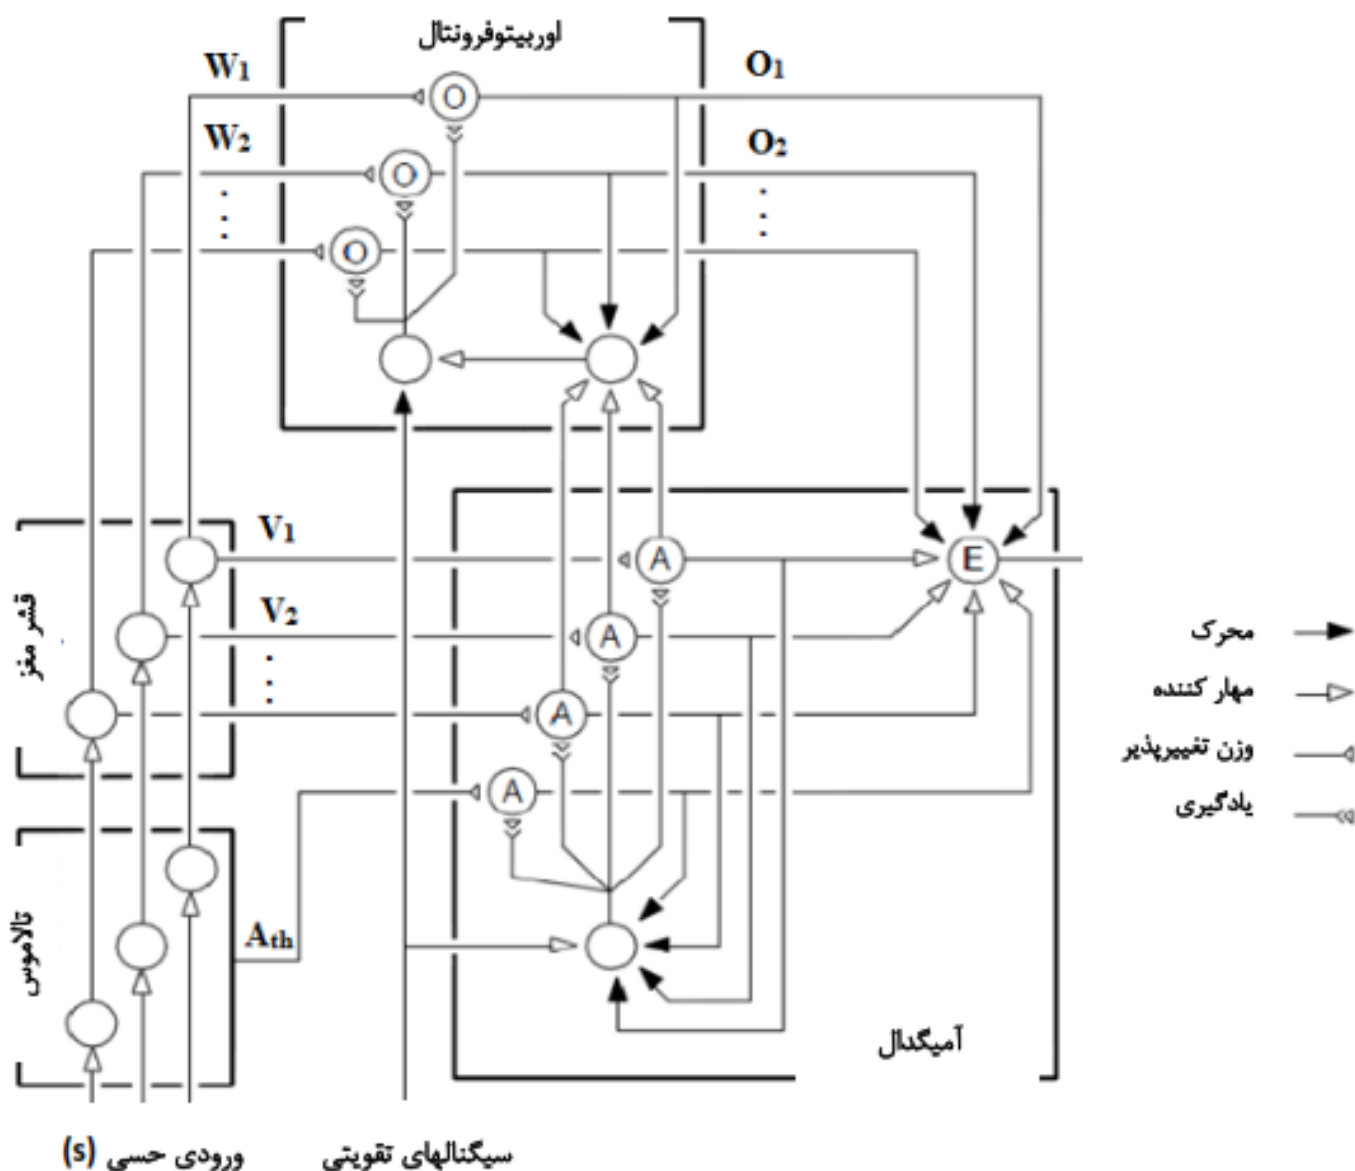 اوربیتوفرونتال
W1
O1
O
W2
O2
O
O
V1
A
E
قشر مغز
V2
A
محرک
مهار کننده
A
وزن تغییرپذیر
A
یادگیری
تالاموس
Ath
آمیگدال
ورودی حسی (s)
سیگنالهای تقویتی